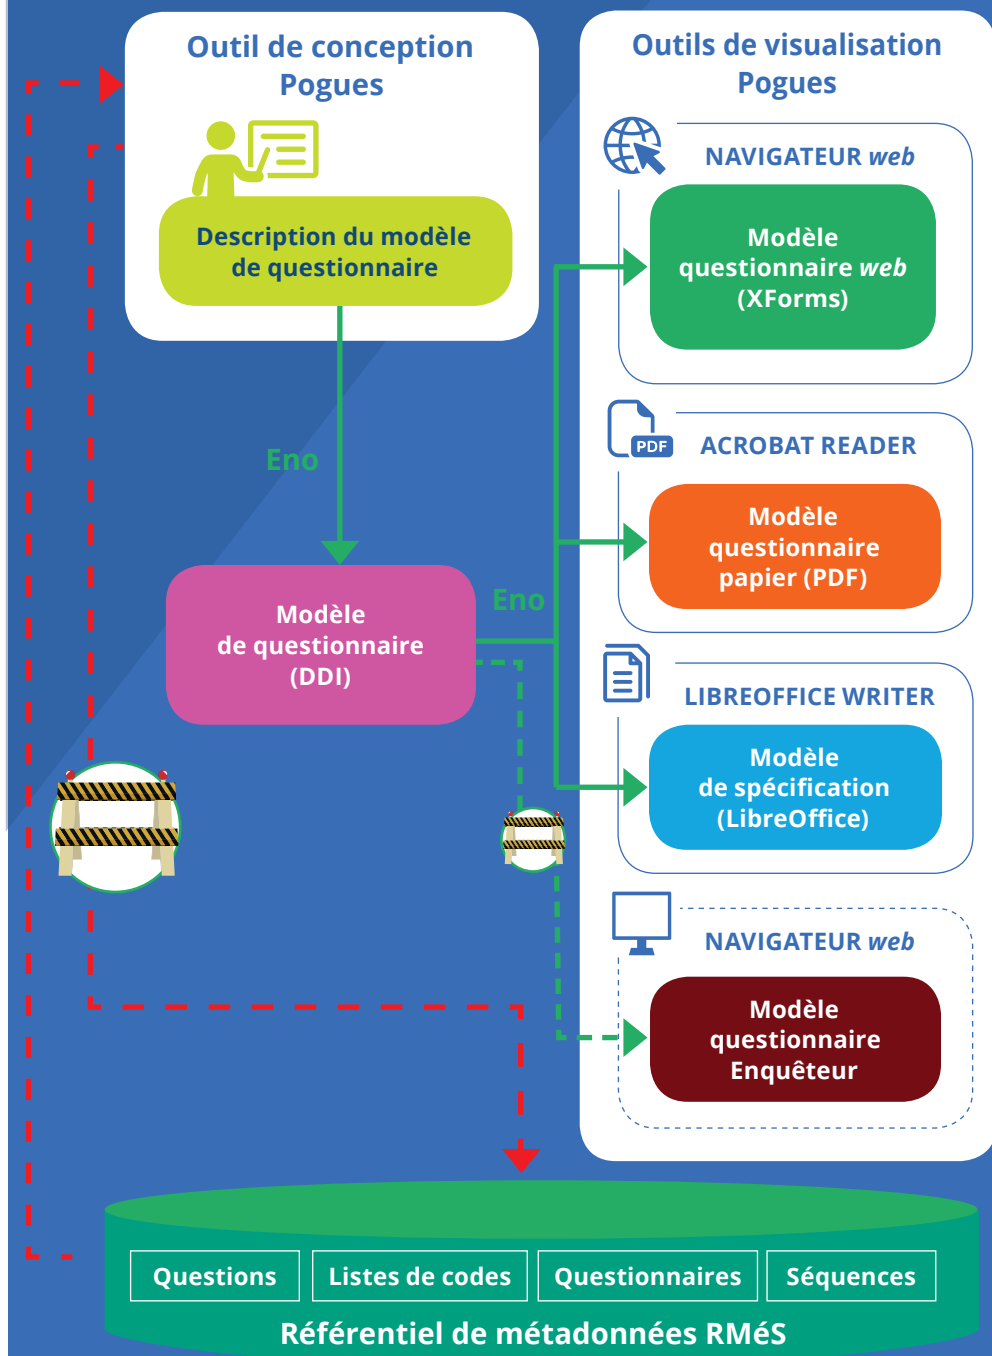 Outil de conception
Pogues
Description du modèle
de questionnaire
Eno
Modèle
de questionnaire
(DDI)
Eno
Outils de visualisation
Pogues
NAVIGATEUR web
Modèle
questionnaire web
(XForms)
PDF
ACROBAT READER
Modèle
questionnaire
papier (PDF)
LIBREOFFICE WRITER
Modèle
de spécification
(LibreOffice)
NAVIGATEUR web
Modèle
questionnaire
Enquêteur
Questions
Listes de codes
Questionnaires
Séquences
Référentiel de métadonnées RMéS